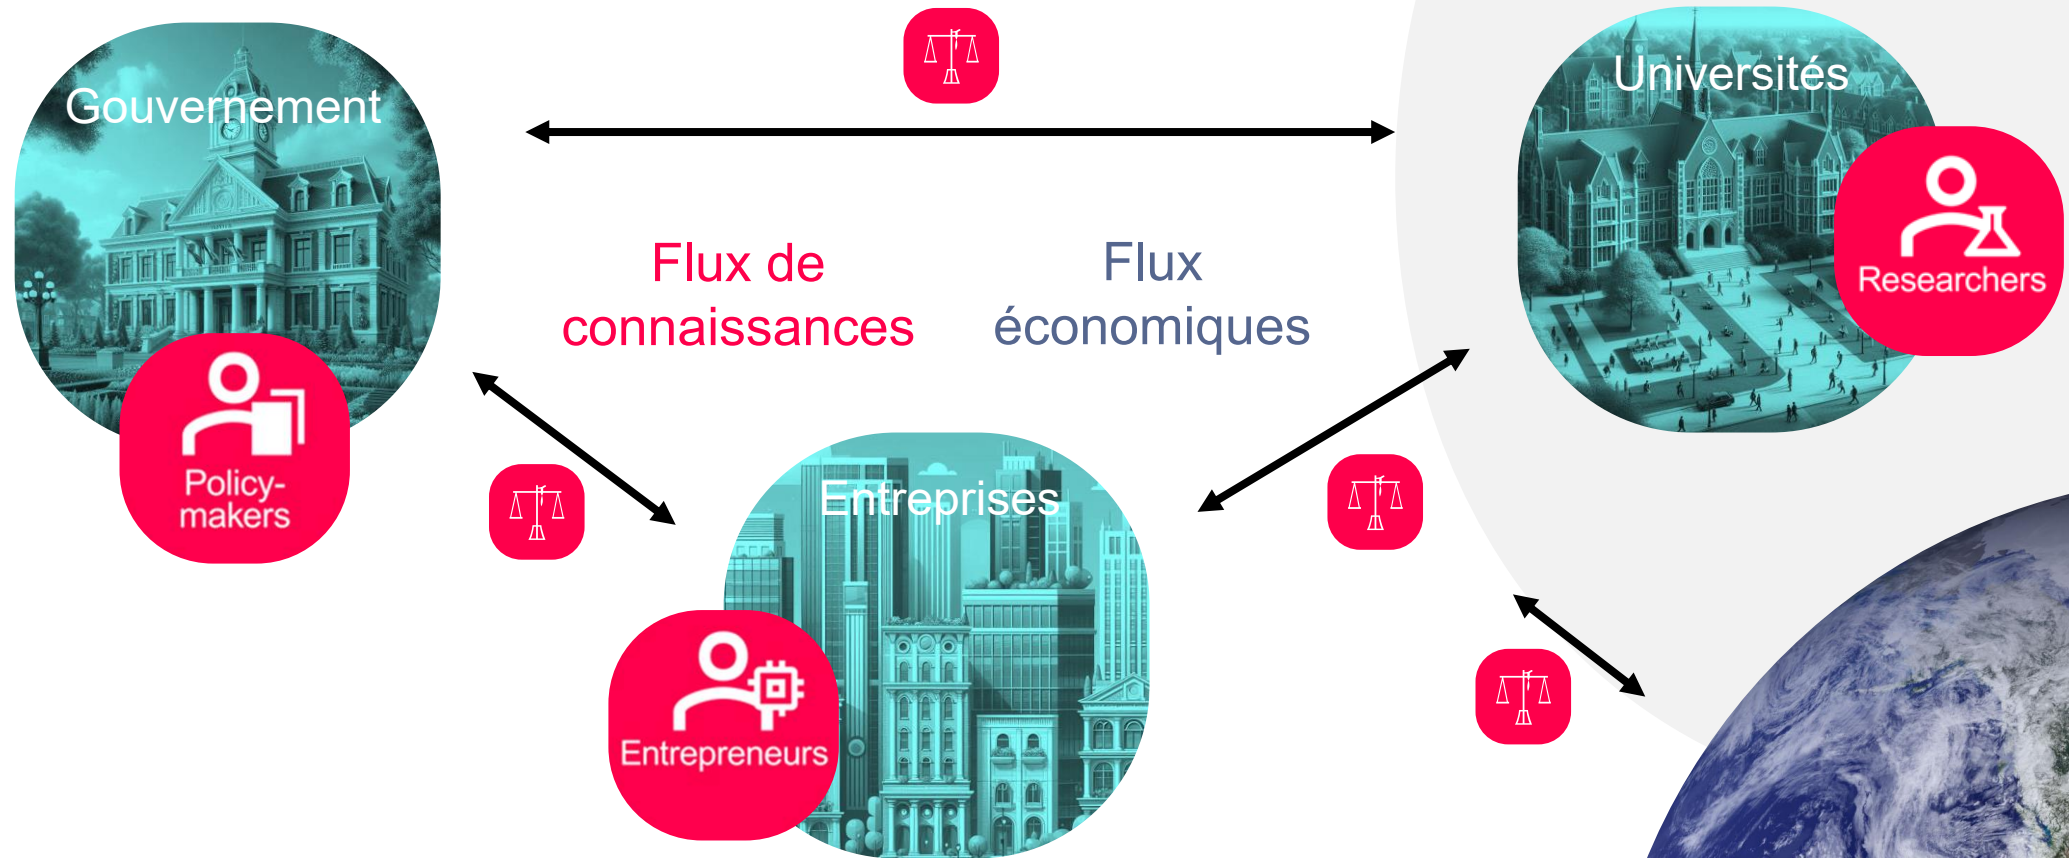 Gouvernement
Universités
Researchers
Flux de
connaissances
Flux
économiques
Policy-
makers
Entreprises
Entrepreneurs